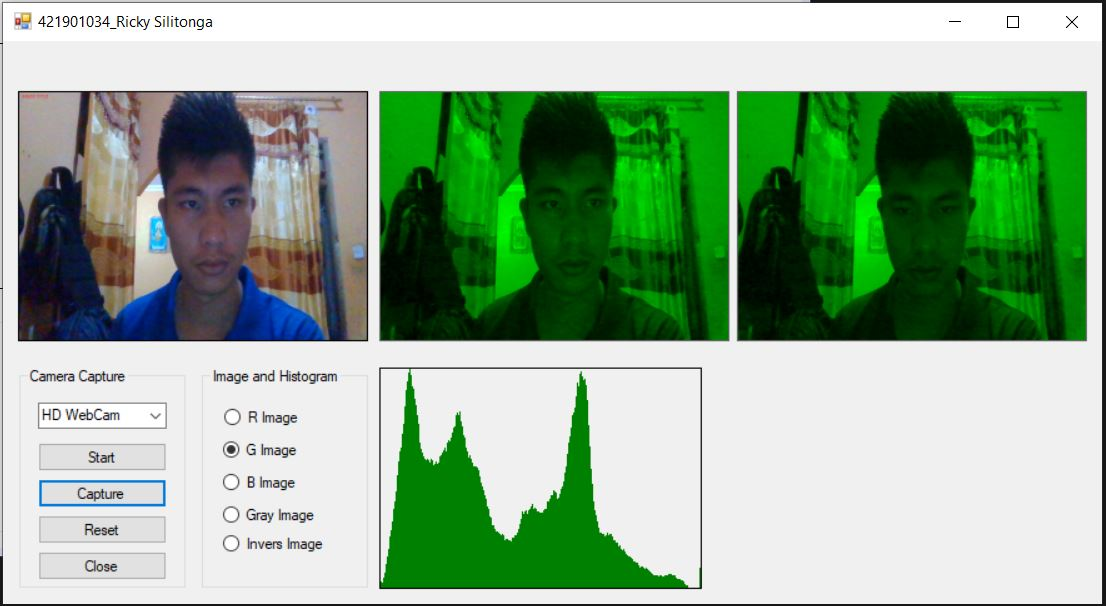 421901034_Ricky Silitonga
Camera Capture
HD WebCam
Start
Capture
Reset
Close
Image and Histogram
R Image
G Image
B Image
Gray Image
Invers Image